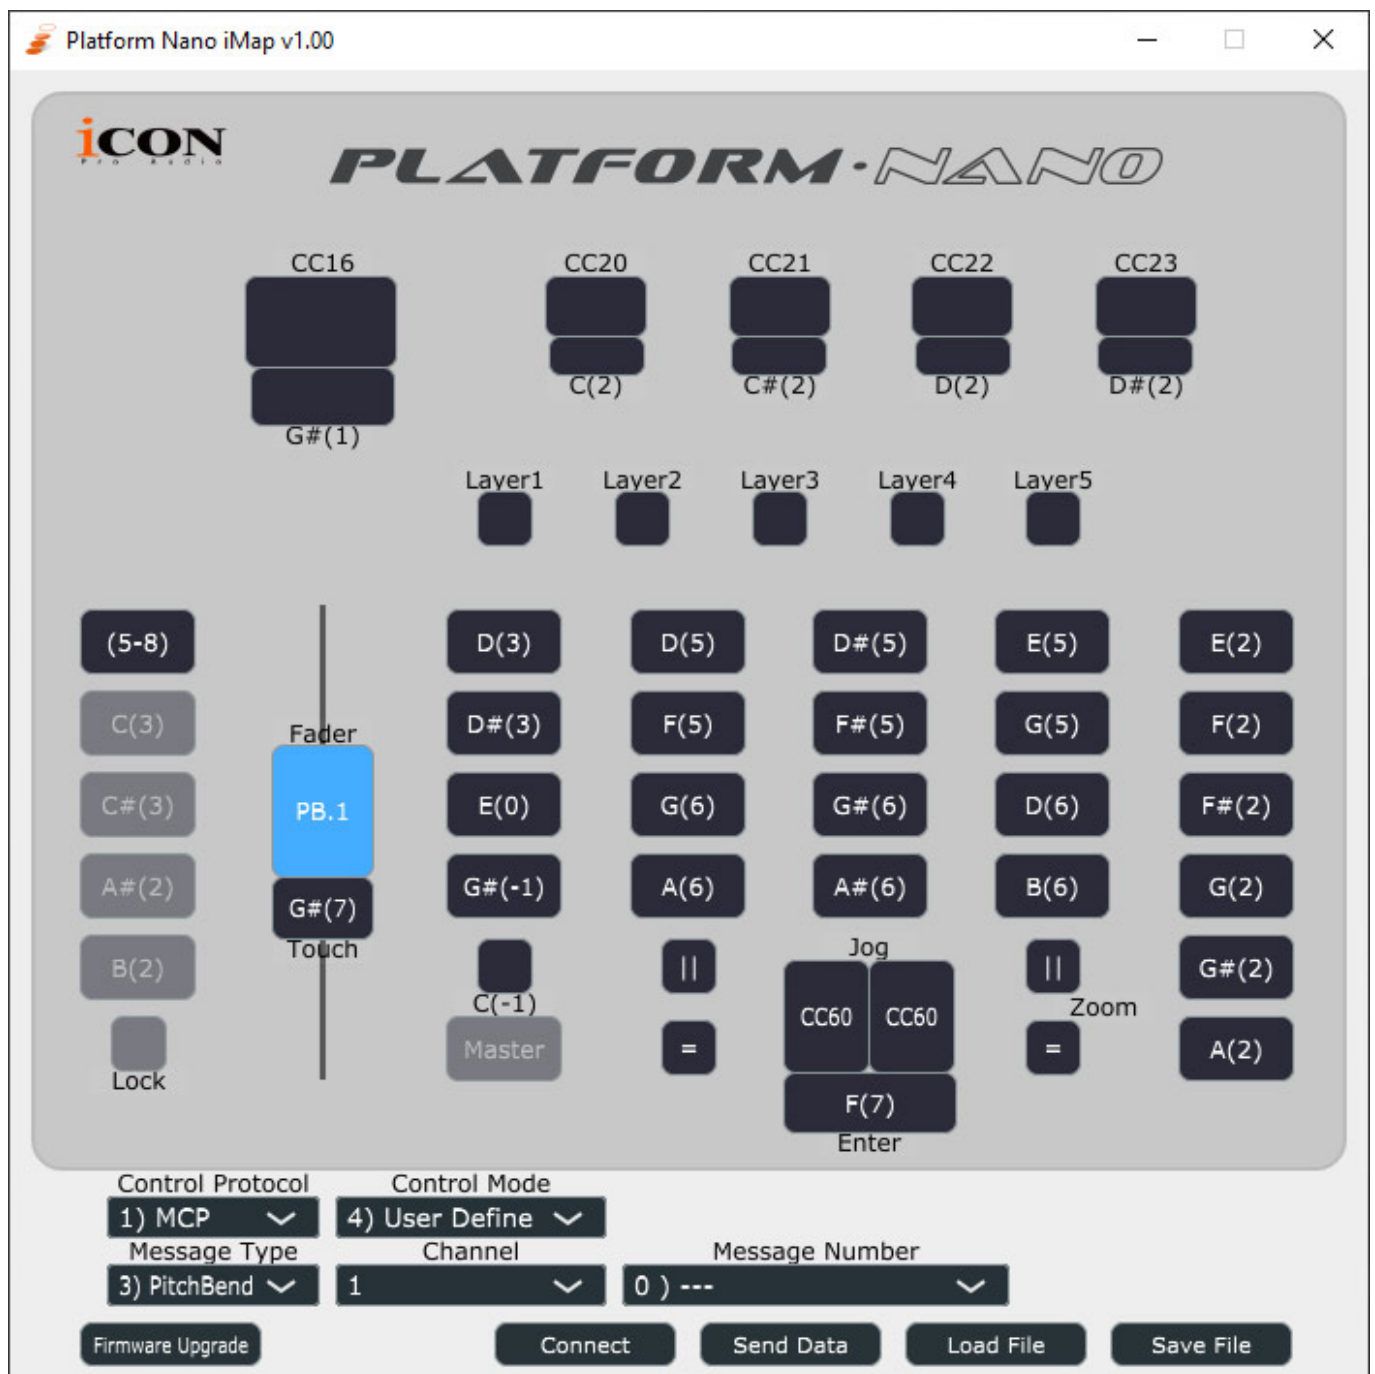 Platform Nano iMap v1.00
iCON
Pro Audio
PLATFORM·NANO
CC16 CC20 CC21 CC22 CC23
C(2) C#(2) D(2) D#(2)
G#(1)
Layer1 Layer2 Layer3 Layer4 Layer5
(5-8) D(3) D(5) D#(5) E(5) E(2)
C(3) Fader D#(3) F(5) F#(5) G(5) F(2)
C#(3) PB.1 E(0) G(6) G#(6) D(6) F#(2)
A#(2) G#(7) G#(-1) A(6) A#(6) B(6) G(2)
Touch Jog
B(2) || || G#(2)
C(-1) CC60 CC60 Zoom
Master = = A(2)
Lock
F(7)
Enter
Control Protocol Control Mode
1) MCP 4) User Define
Message Type Channel Message Number
3) PitchBend 1 0 ) ---
Firmware Upgrade Connect Send Data Load File Save File